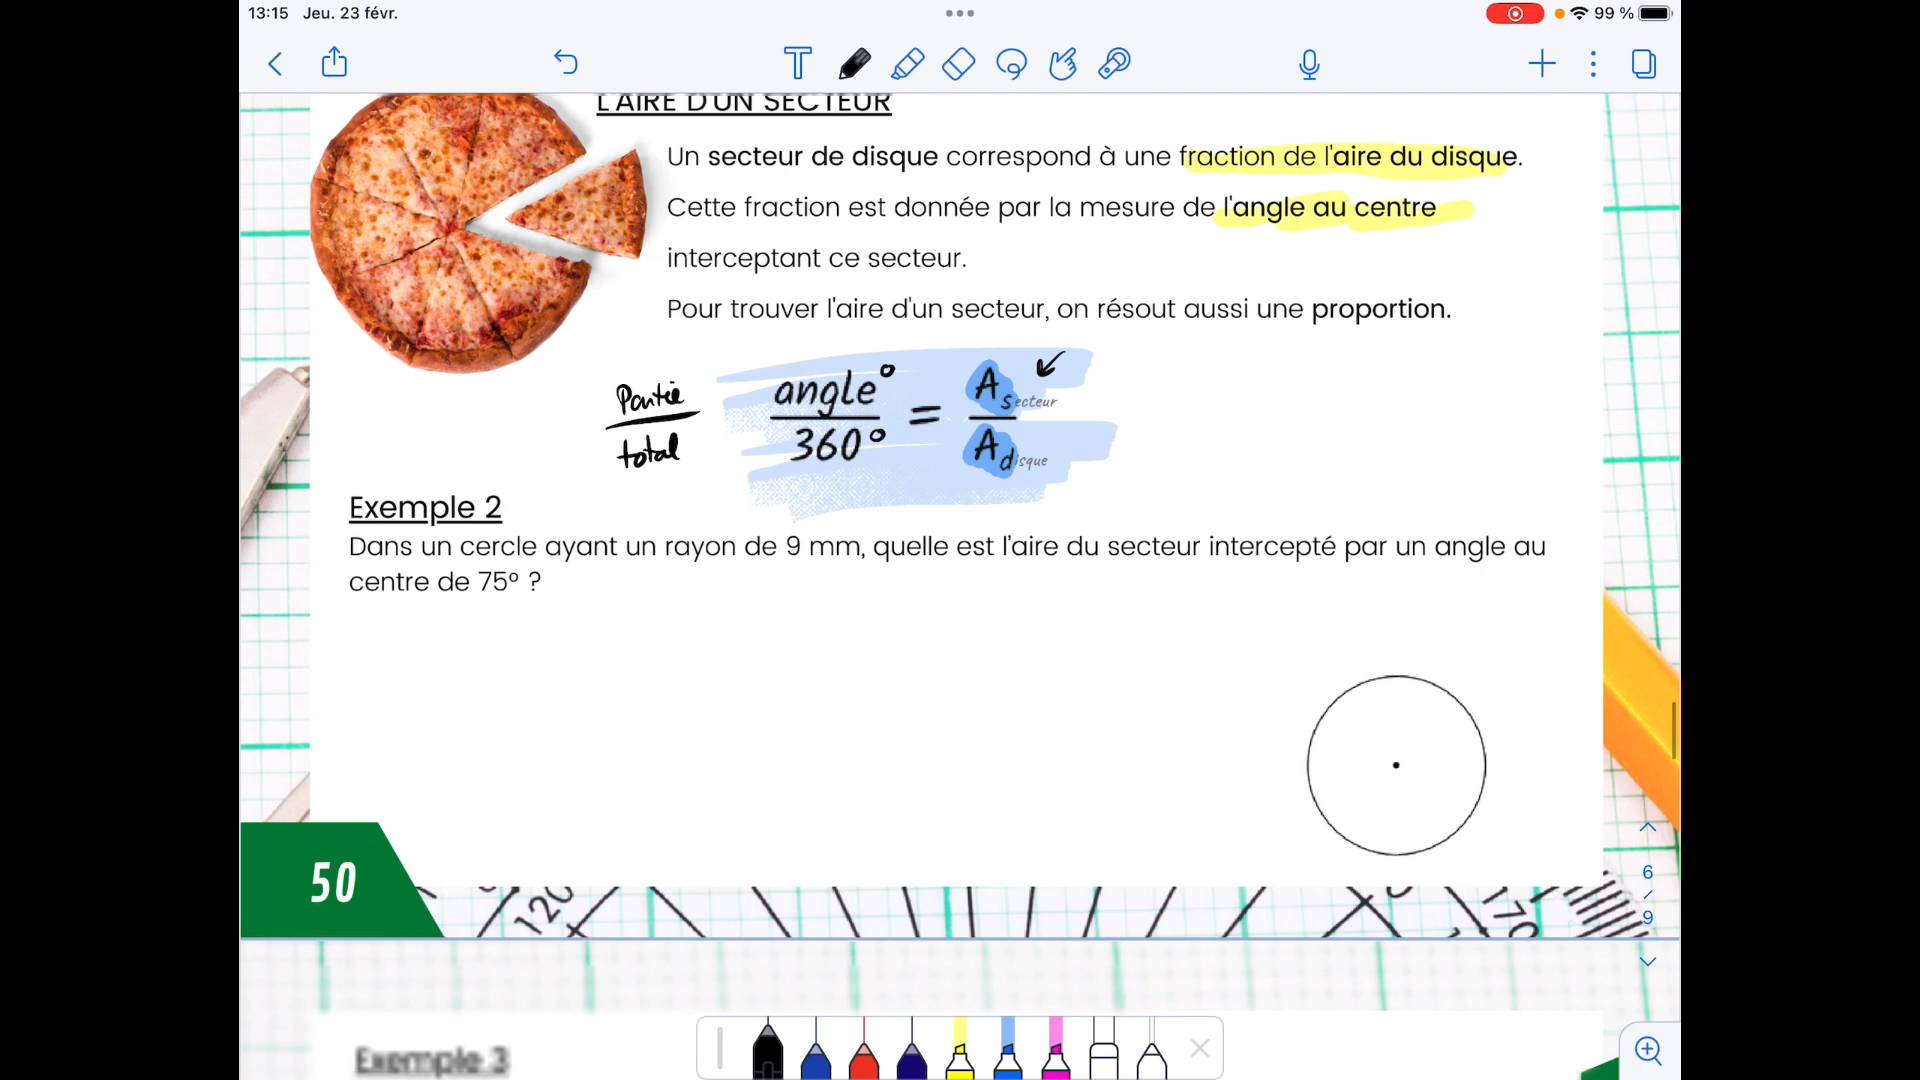 13:15 Jeu. 23 févr.
99 %
L'AIRE D'UN SECTEUR
Un secteur de disque correspond à une fraction de l'aire du disque.
Cette fraction est donnée par la mesure de l'angle au centre
interceptant ce secteur.
Pour trouver l'aire d'un secteur, on résout aussi une proportion.
Partie
total
angle° = A secteur
360° A disque
Exemple 2
Dans un cercle ayant un rayon de 9 mm, quelle est l'aire du secteur intercepté par un angle au
centre de 75° ?
50
120
170
6
/
9
Exemple 3